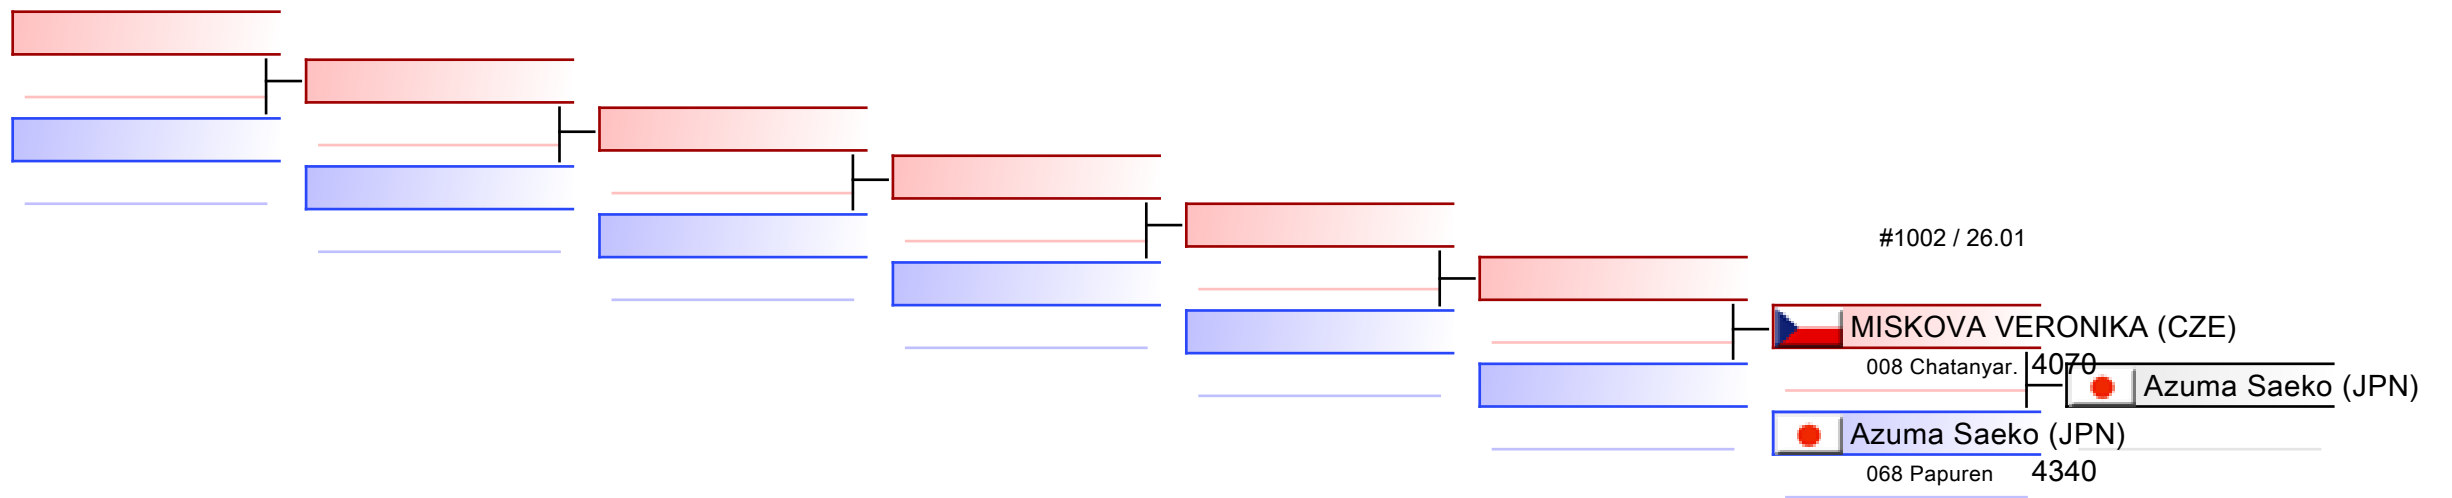 #1002 / 26.01
MISKOVA VERONIKA (CZE)
008 Chatanyar. 4070
Azuma Saeko (JPN)
Azuma Saeko (JPN)
068 Papuren 4340